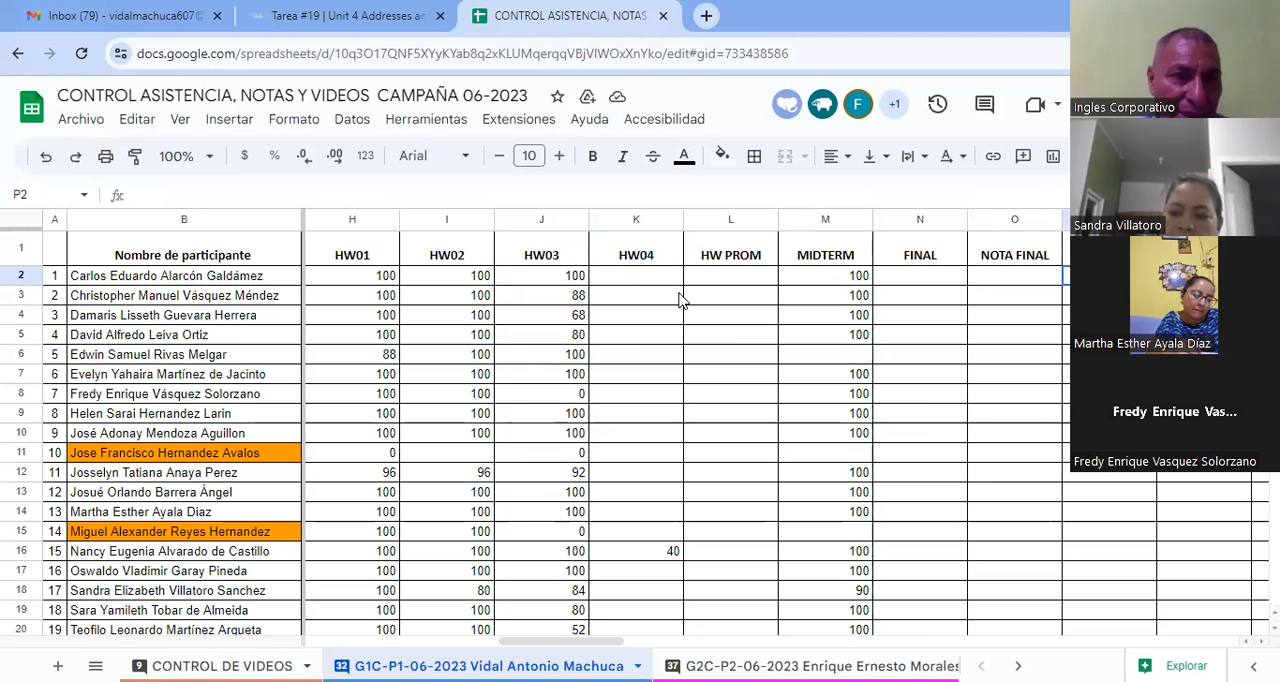 Inbox (79) - vidalmachuca607@
Tarea #19 | Unit 4 Addresses an
CONTROL ASISTENCIA, NOTAS
docs.google.com/spreadsheets/d/10q3O17QNF5XYyKYab8g2xKLUMqerqqVBjVlWOxXnYko/edit#gid=733438586
CONTROL ASISTENCIA, NOTAS Y VIDEOS CAMPAÑA 06-2023
F
+1
Archivo Editar Ver Insertar Formato Datos Herramientas Extensiones Ayuda Accesibilidad
100% $ % .0 .00 123 Arial 10 B I A
P2 fx
A B H I J K L M N O
1 Nombre de participante HW01 HW02 HW03 HW04 HW PROM MIDTERM FINAL NOTA FINAL
2 1 Carlos Eduardo Alarcón Galdámez 100 100 100 100
3 2 Christopher Manuel Vásquez Méndez 100 100 88 100
4 3 Damaris Lisseth Guevara Herrera 100 100 68 100
5 4 David Alfredo Leiva Ortiz 100 100 80 100
6 5 Edwin Samuel Rivas Melgar 88 100 100
7 6 Evelyn Yahaira Martínez de Jacinto 100 100 100 100
8 7 Fredy Enrique Vásquez Solorzano 100 100 0 100
9 8 Helen Sarai Hernandez Larin 100 100 100 100
10 9 José Adonay Mendoza Aguillon 100 100 100 100
11 10 Jose Francisco Hernandez Avalos 0 0 0
12 11 Josselyn Tatiana Anaya Perez 96 36 92 100
13 12 Josué Orlando Barrera Ángel 100 100 100 100
14 13 Martha Esther Ayala Diaz 100 100 100 100
15 14 Miguel Alexander Reyes Hernandez 100 100 0
16 15 Nancy Eugenia Alvarado de Castillo 100 100 100 40 100
17 16 Oswaldo Vladimir Garay Pineda 100 100 100 100
18 17 Sandra Elizabeth Villatoro Sanchez 100 80 84 90
19 18 Sara Yamileth Tobar de Almeida 100 100 80 100
20 19 Teofilo Leonardo Martínez Argueta 100 100 52 100
9 CONTROL DE VIDEOS
32 G1C-P1-06-2023 Vidal Antonio Machuca
37 G2C-P2-06-2023 Enrique Ernesto Morales
Explorar
Ingles Corporativo
Sandra Villatoro
Martha Esther Ayala Díaz
Fredy Enrique Vas...
Fredy Enrique Vasquez Solorzano